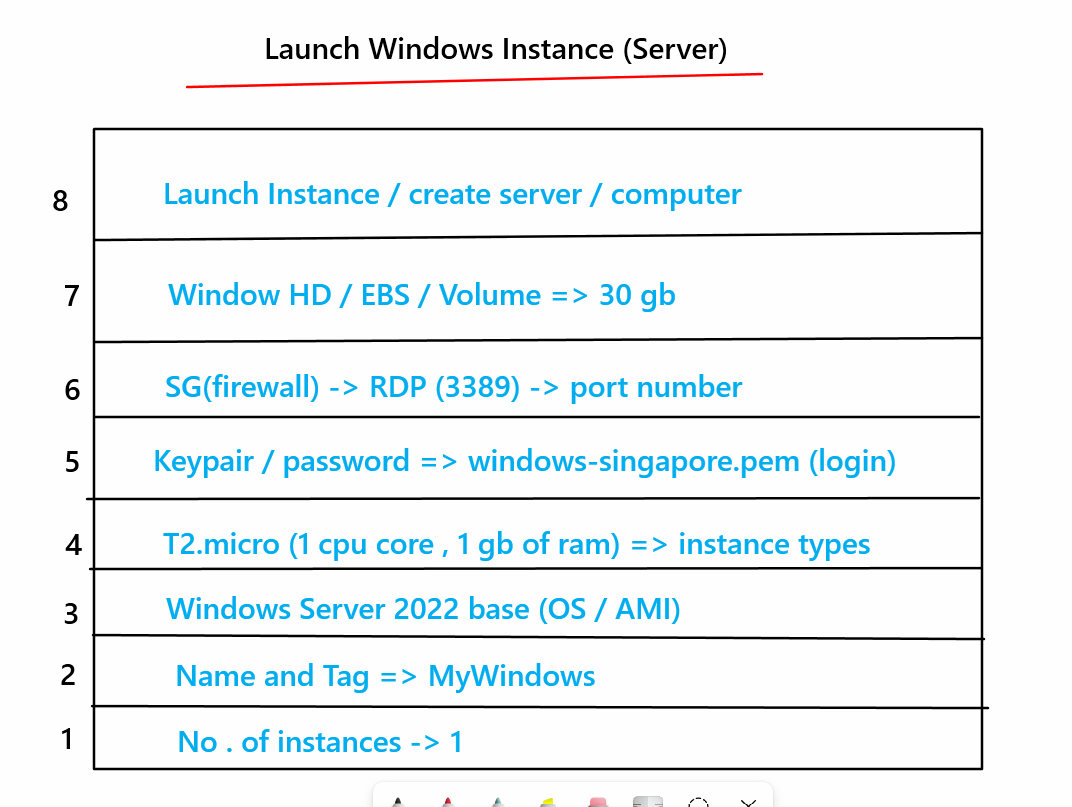 Launch Windows Instance (Server)
8 Launch Instance / create server / computer
7 Window HD / EBS / Volume => 30 gb
6 SG(firewall) -> RDP (3389) -> port number
5 Keypair / password => windows-singapore.pem (login)
4 T2.micro (1 cpu core , 1 gb of ram) => instance types
3 Windows Server 2022 base (OS / AMI)
2 Name and Tag => MyWindows
1 No . of instances -> 1